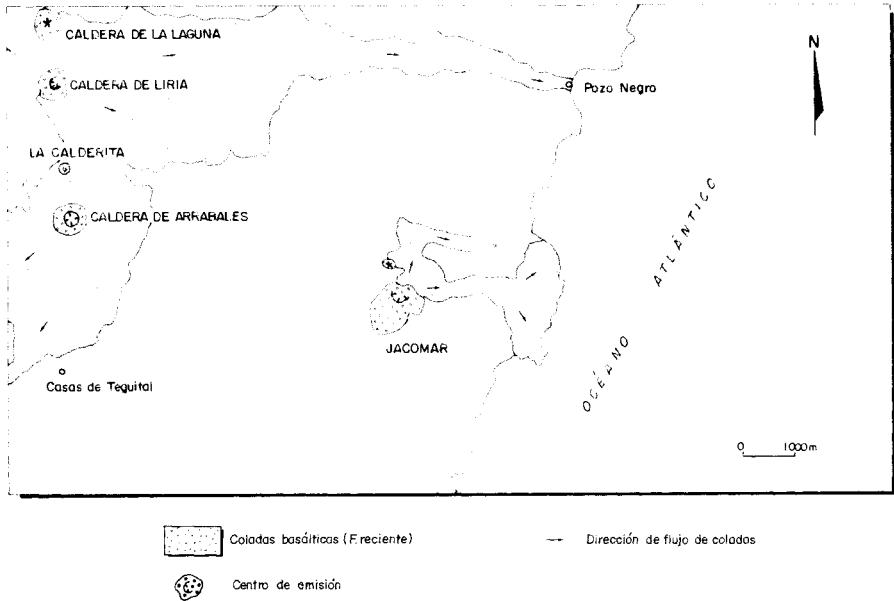 CALDERA DE LA LAGUNA
N
CALDERA DE LIRIA
Pozo Negro
LA CALDERITA
CALDERA DE ARRABALES
OCÉANO ATLÁNTICO
JACOMAR
Casas de Teguital
0 1000m
Coladas basálticas (F. reciente)
Dirección de flujo de coladas
Centro de emisión